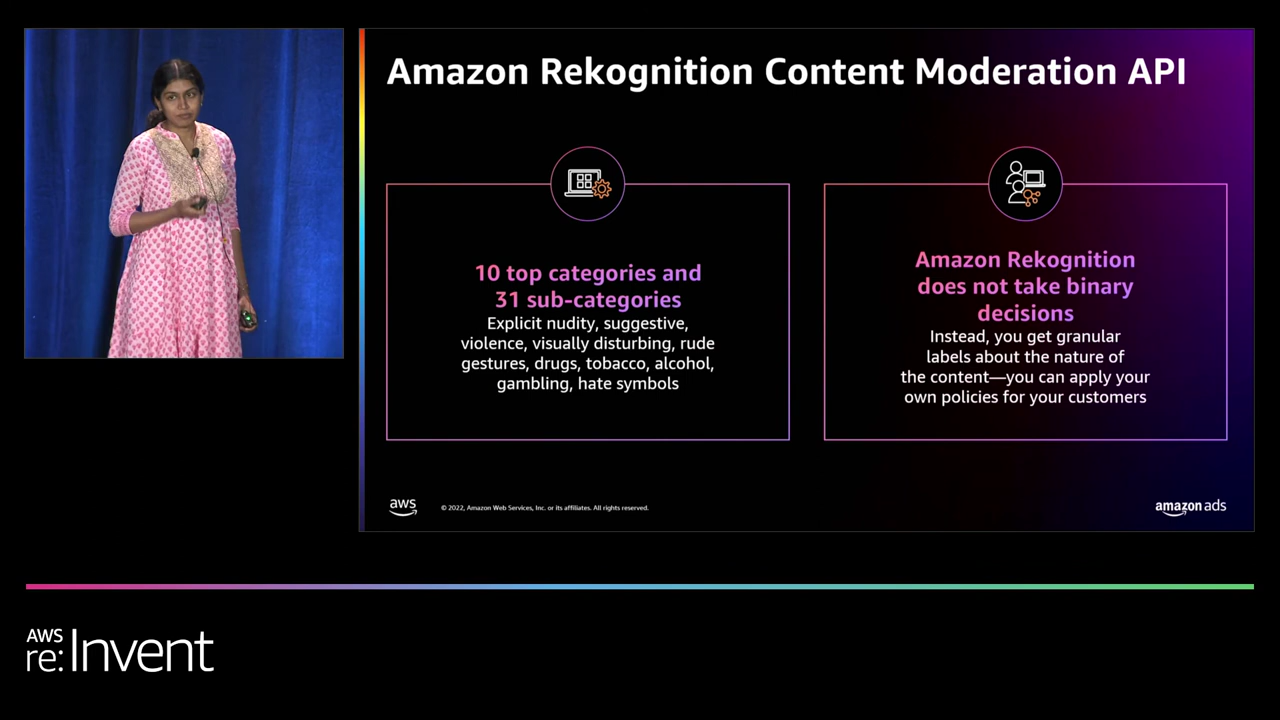 Amazon Rekognition Content Moderation API
10 top categories and
31 sub-categories
Explicit nudity, suggestive,
violence, visually disturbing, rude
gestures, drugs, tobacco, alcohol,
gambling, hate symbols
Amazon Rekognition
does not take binary
decisions
Instead, you get granular
labels about the nature of
the content—you can apply your
own policies for your customers
aws
© 2022, Amazon Web Services, Inc. or its affiliates. All rights reserved.
amazon ads
AWS
re:Invent